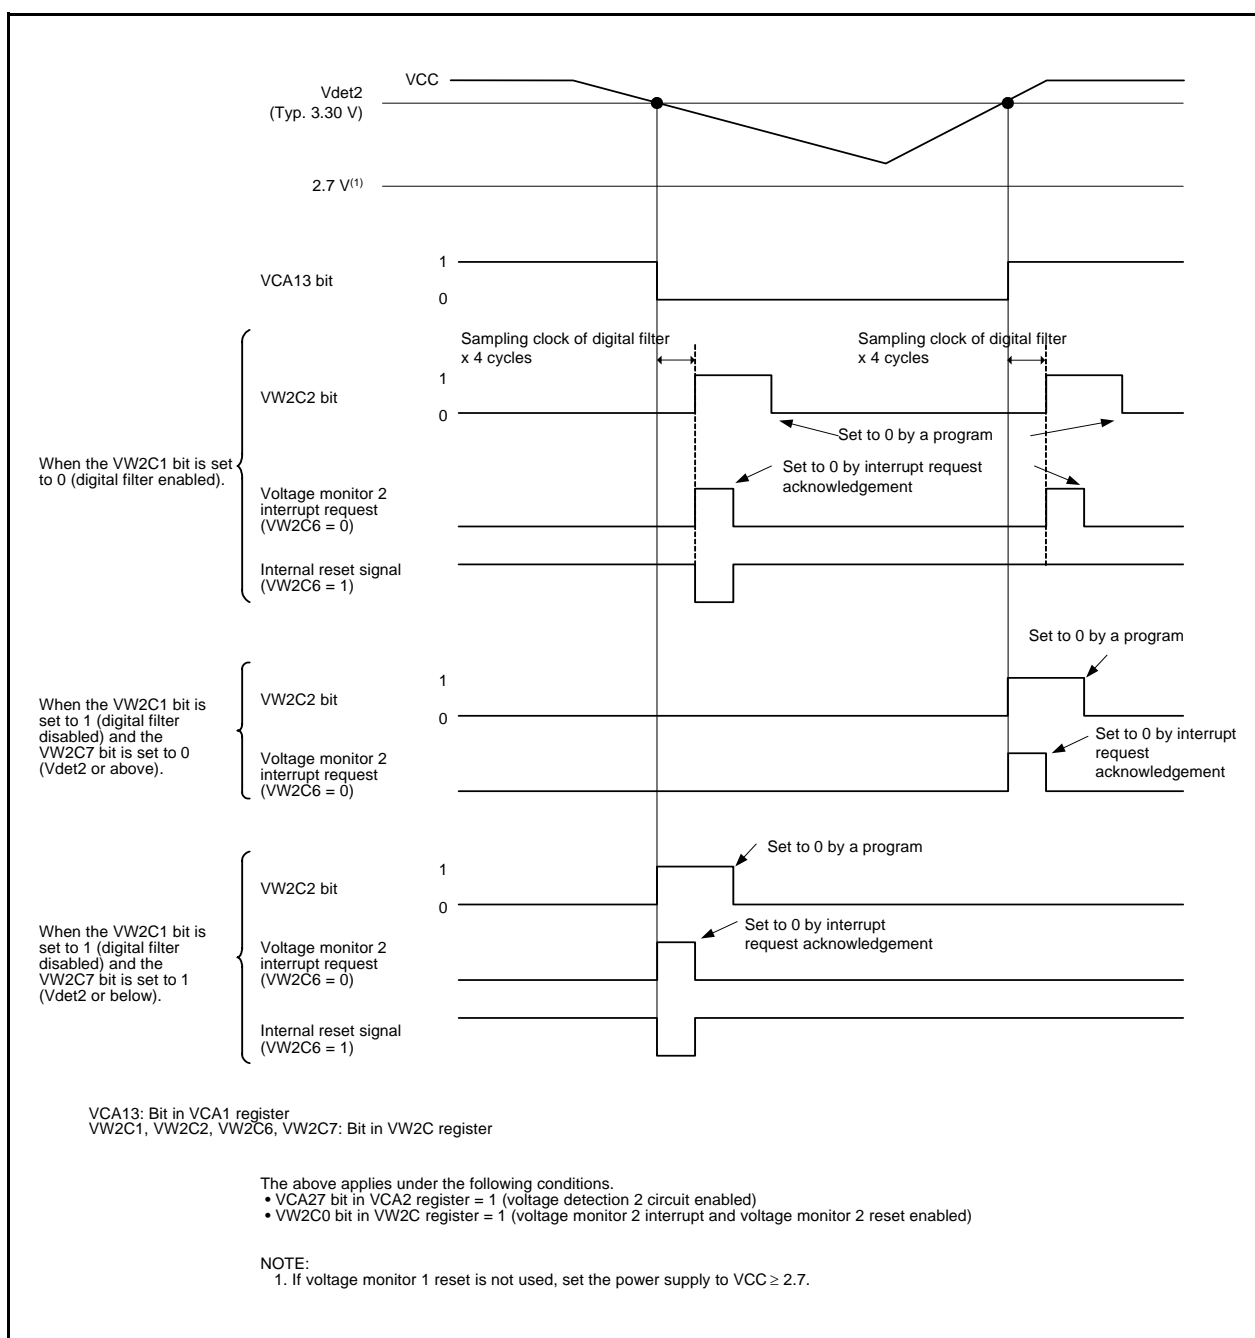 VCC
Vdet2
(Typ. 3.30 V)
2.7 V(1)
1
VCA13 bit
0
Sampling clock of digital filter
x 4 cycles
Sampling clock of digital filter
x 4 cycles
1
VW2C2 bit
0
Set to 0 by a program
When the VW2C1 bit is set
to 0 (digital filter enabled).
Set to 0 by interrupt request
acknowledgement
Voltage monitor 2
interrupt request
(VW2C6 = 0)
Internal reset signal
(VW2C6 = 1)
Set to 0 by a program
When the VW2C1 bit is
set to 1 (digital filter
disabled) and the
VW2C7 bit is set to 0
(Vdet2 or above).
1
VW2C2 bit
0
Set to 0 by interrupt
request
acknowledgement
Voltage monitor 2
interrupt request
(VW2C6 = 0)
Set to 0 by a program
1
VW2C2 bit
0
When the VW2C1 bit is
set to 1 (digital filter
disabled) and the
VW2C7 bit is set to 1
(Vdet2 or below).
Set to 0 by interrupt
request acknowledgement
Voltage monitor 2
interrupt request
(VW2C6 = 0)
Internal reset signal
(VW2C6 = 1)
VCA13: Bit in VCA1 register
VW2C1, VW2C2, VW2C6, VW2C7: Bit in VW2C register
The above applies under the following conditions.
• VCA27 bit in VCA2 register = 1 (voltage detection 2 circuit enabled)
• VW2C0 bit in VW2C register = 1 (voltage monitor 2 interrupt and voltage monitor 2 reset enabled)
NOTE:
1. If voltage monitor 1 reset is not used, set the power supply to VCC ≥ 2.7.